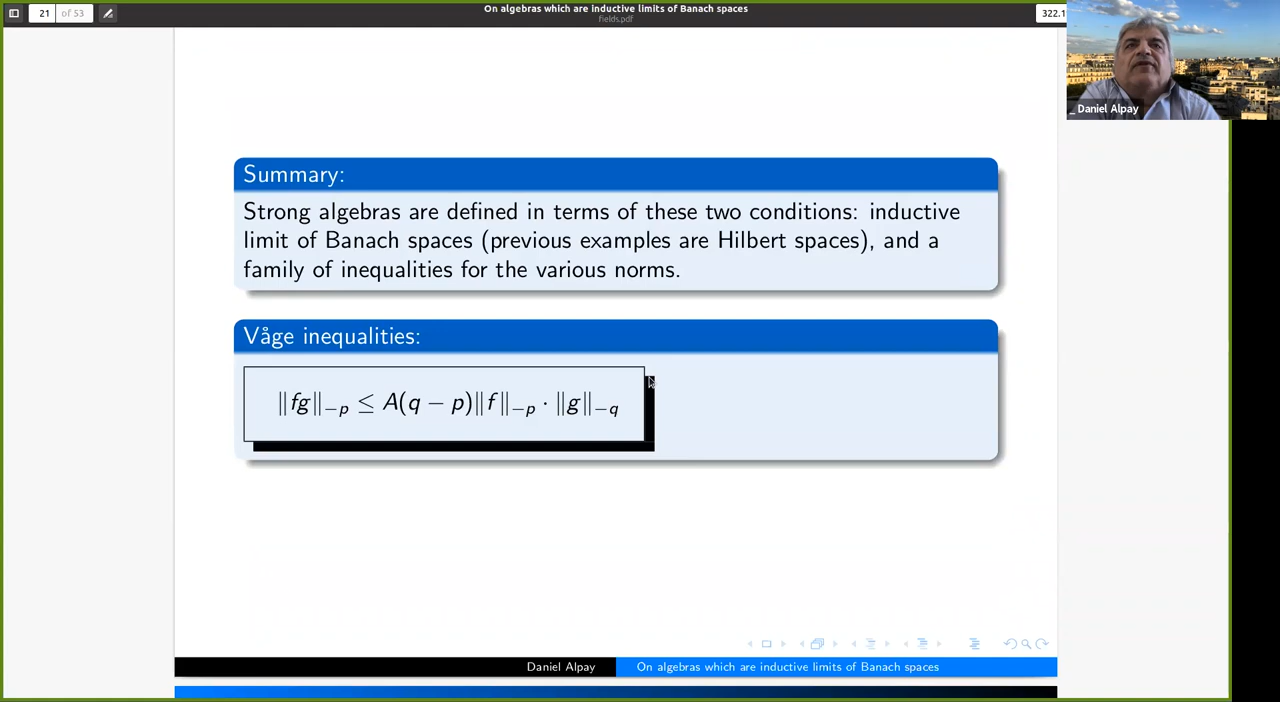 21 of 53
On algebras which are inductive limits of Banach spaces
fields.pdf
322.1
_ Daniel Alpay
Summary:
Strong algebras are defined in terms of these two conditions: inductive
limit of Banach spaces (previous examples are Hilbert spaces), and a
family of inequalities for the various norms.
Våge inequalities:
‖fg‖₋ₚ ≤ A(q − p)‖f‖₋ₚ · ‖g‖₋q
Daniel Alpay
On algebras which are inductive limits of Banach spaces